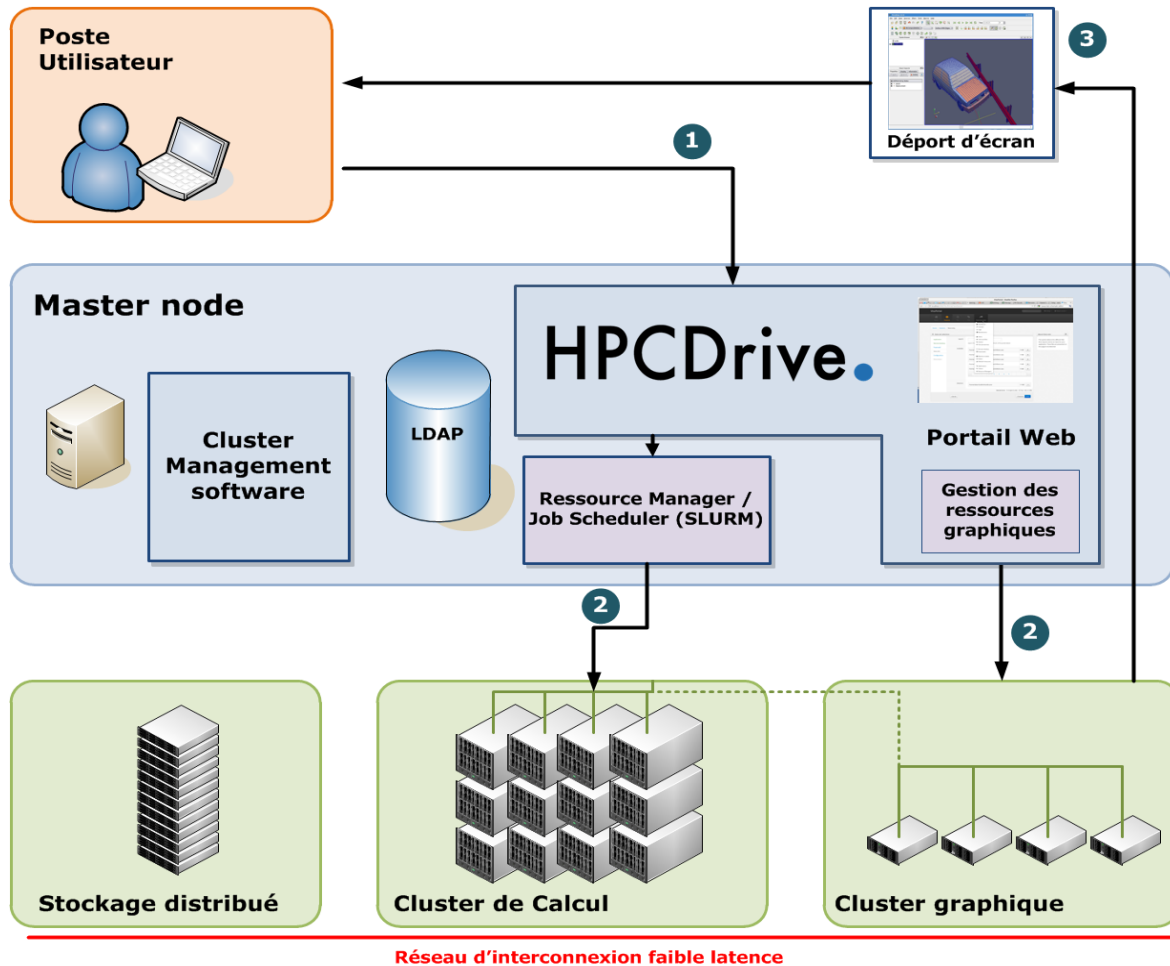 Poste
Utilisateur
3
Déport d'écran
1
Master node
HPCDrive.
Cluster
Management
software
LDAP
Portail Web
Ressource Manager /
Job Scheduler (SLURM)
Gestion des
ressources
graphiques
2
2
Stockage distribué
Cluster de Calcul
Cluster graphique
Réseau d'interconnexion faible latence